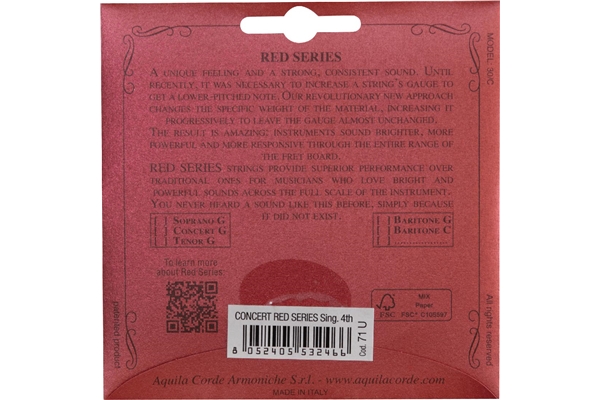 RED SERIES
A UNIQUE FEELING AND A STRONG, CONSISTENT SOUND. UNTIL
RECENTLY, IT WAS NECESSARY TO INCREASE A STRING'S GAUGE TO
GET A LOWER-PITCHED NOTE. OUR REVOLUTIONARY NEW APPROACH
CHANGES THE SPECIFIC WEIGHT OF THE MATERIAL, INCREASING IT
PROGRESSIVELY TO LEAVE THE GAUGE ALMOST UNCHANGED.
THE RESULT IS AMAZING: INSTRUMENTS SOUND BRIGHTER, MORE
POWERFUL AND MORE RESPONSIVE THROUGH THE ENTIRE RANGE OF
THE FRET BOARD.
RED SERIES STRINGS PROVIDE SUPERIOR PERFORMANCE OVER
TRADITIONAL ONES FOR MUSICIANS WHO LOVE BRIGHT AND
POWERFUL SOUNDS ACROSS THE FULL SCALE OF THE INSTRUMENT.
YOU NEVER HEARD A SOUND LIKE THIS BEFORE, SIMPLY BECAUSE
IT DID NOT EXIST.
MODEL: 30C
SOPRANO G
CONCERT G
TENOR G
BARITONE G
BARITONE C
To learn more
about Red Series:
MIX
Paper
FSC
CONCERT RED SERIES Sing. 4th
8 052405 532466
Cod. 71 U
patented product
All rights reserved
Aquila Corde Armoniche S.r.l. - www.aquilacorde.com
MADE IN ITALY